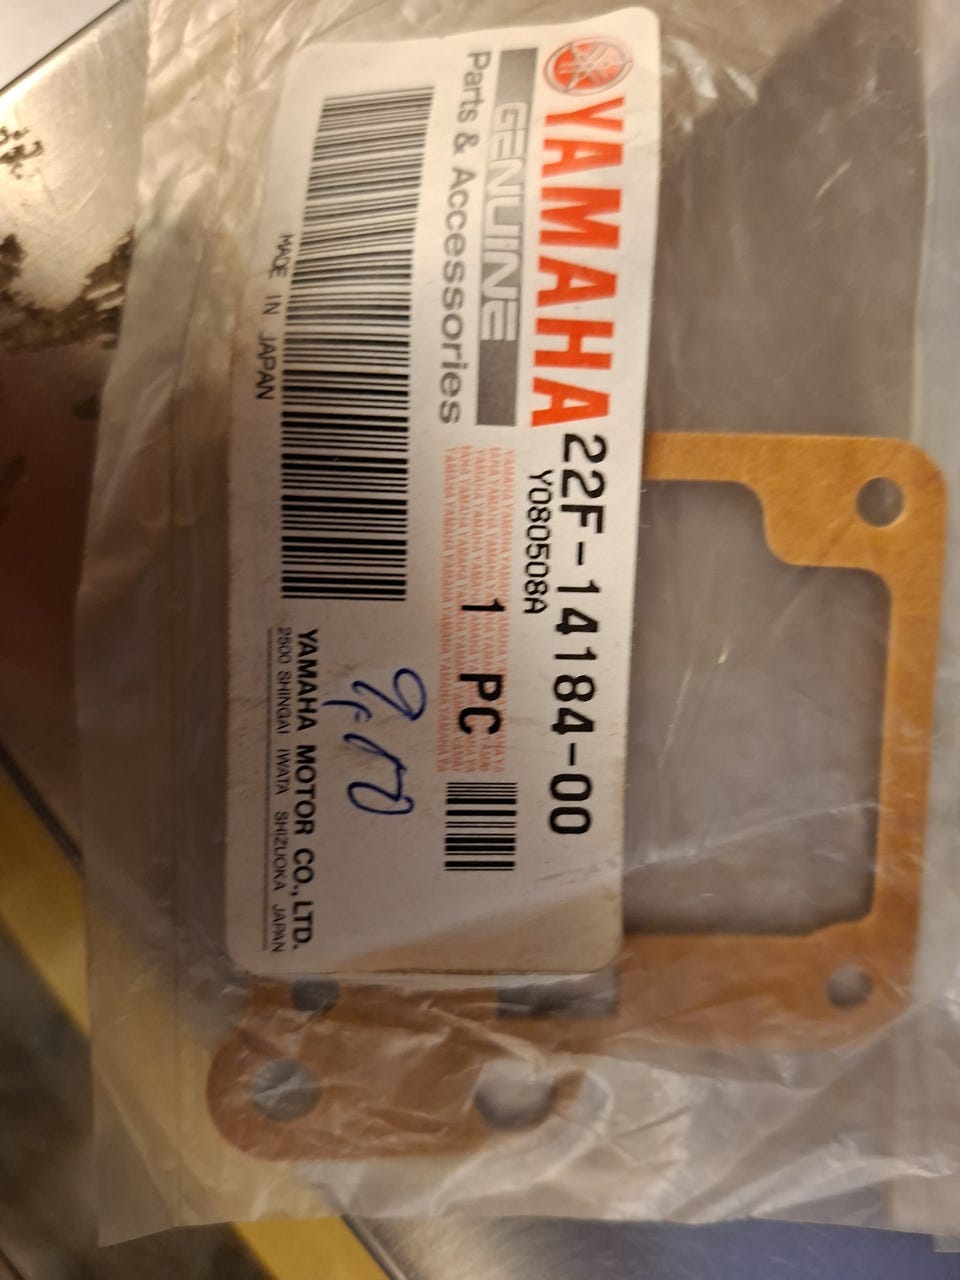 YAMAHA
GENUINE
Parts & Accessories
22F-14184-00
Y080508A
1 PC
MADE IN JAPAN
YAMAHA MOTOR CO., LTD.
2500 SHINGAI IWATA SHIZUOKA JAPAN